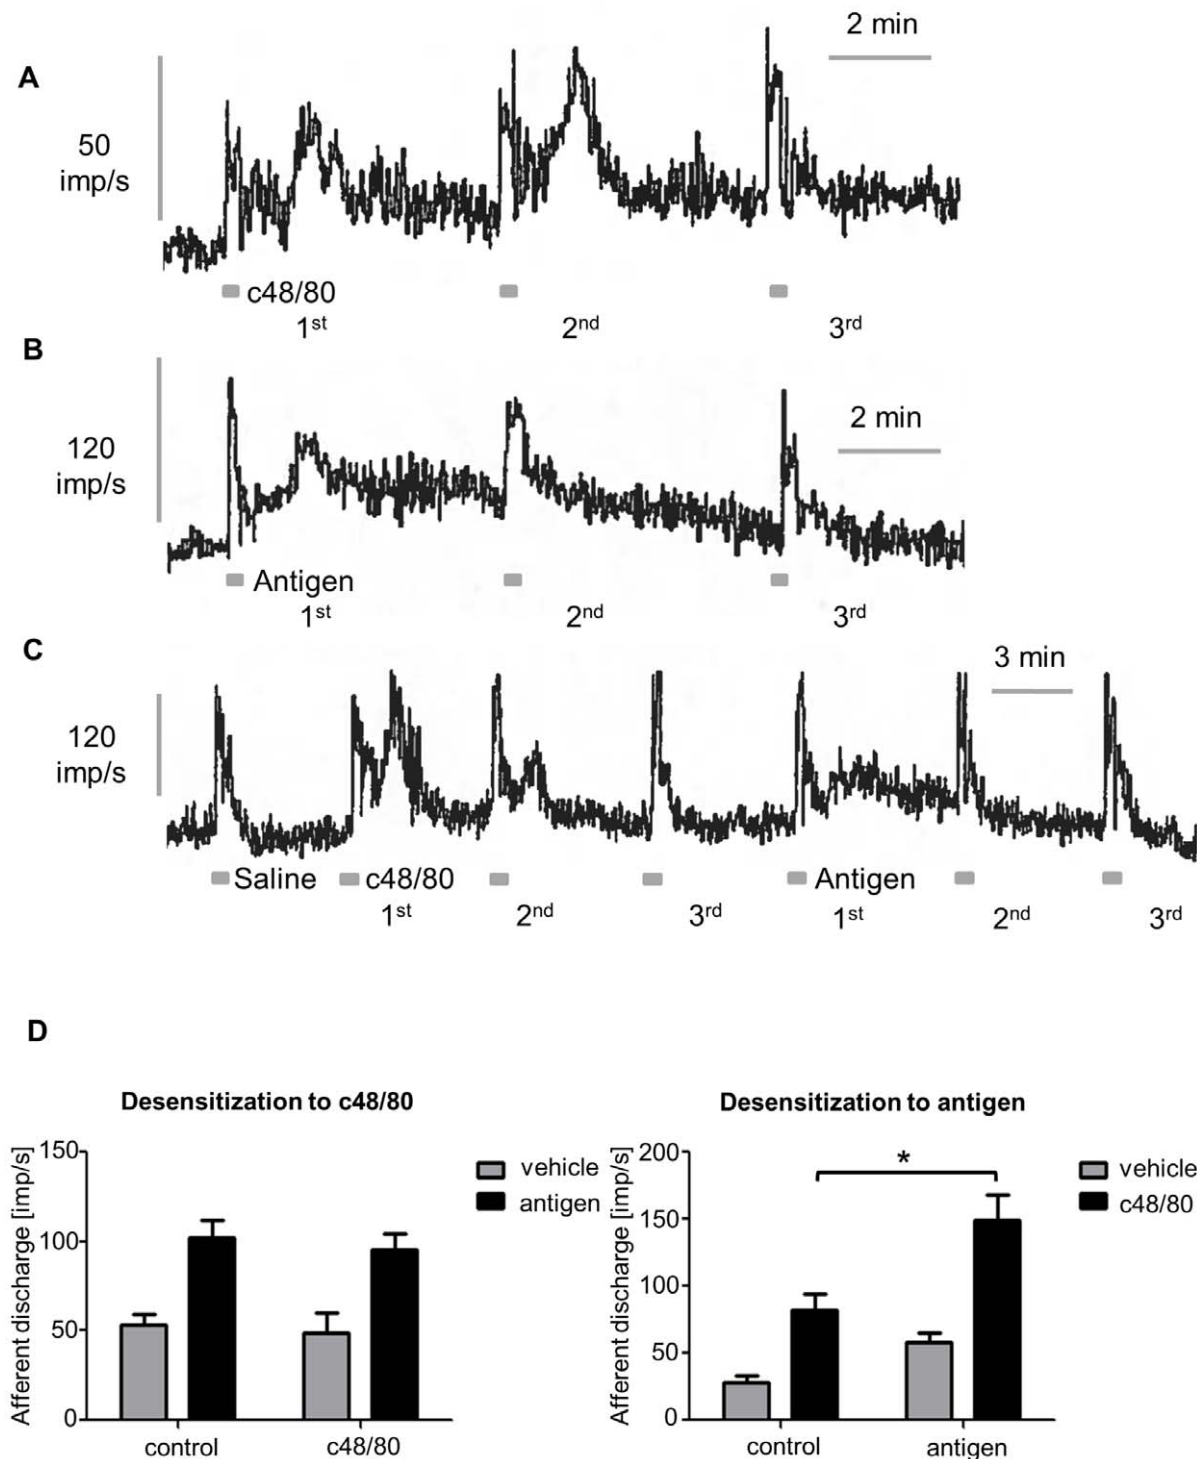 A
2 min
50
imp/s
c48/80
1st 2nd 3rd
B
2 min
120
imp/s
Antigen
1st 2nd 3rd
C
3 min
120
imp/s
Saline c48/80 Antigen
1st 2nd 3rd 1st 2nd 3rd
D
Desensitization to c48/80
Afferent discharge [imp/s]
150
100
50
0
control c48/80
vehicle
antigen
Desensitization to antigen
Afferent discharge [imp/s]
200
150
100
50
0
*
control antigen
vehicle
c48/80